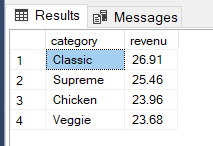 Results Messages
category revenu
1 Classic 26.91
2 Supreme 25.46
3 Chicken 23.96
4 Veggie 23.68